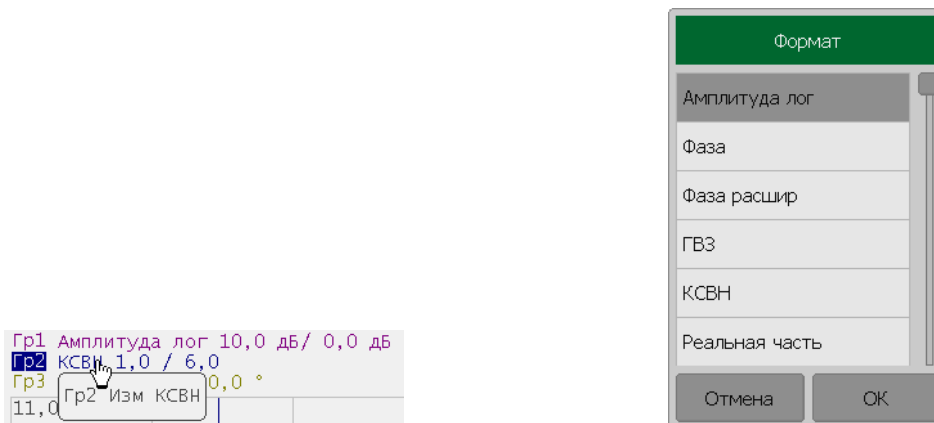 Формат
Амплитуда лог
Фаза
Фаза расшир
ГВЗ
КСВН
Реальная часть
Отмена
ОК
Гр1 Амплитуда лог 10,0 дБ/ 0,0 дБ
Гр2 КСВН 1,0 / 6,0
Гр3 0,0 °
11,0
Гр2 Изм КСВН